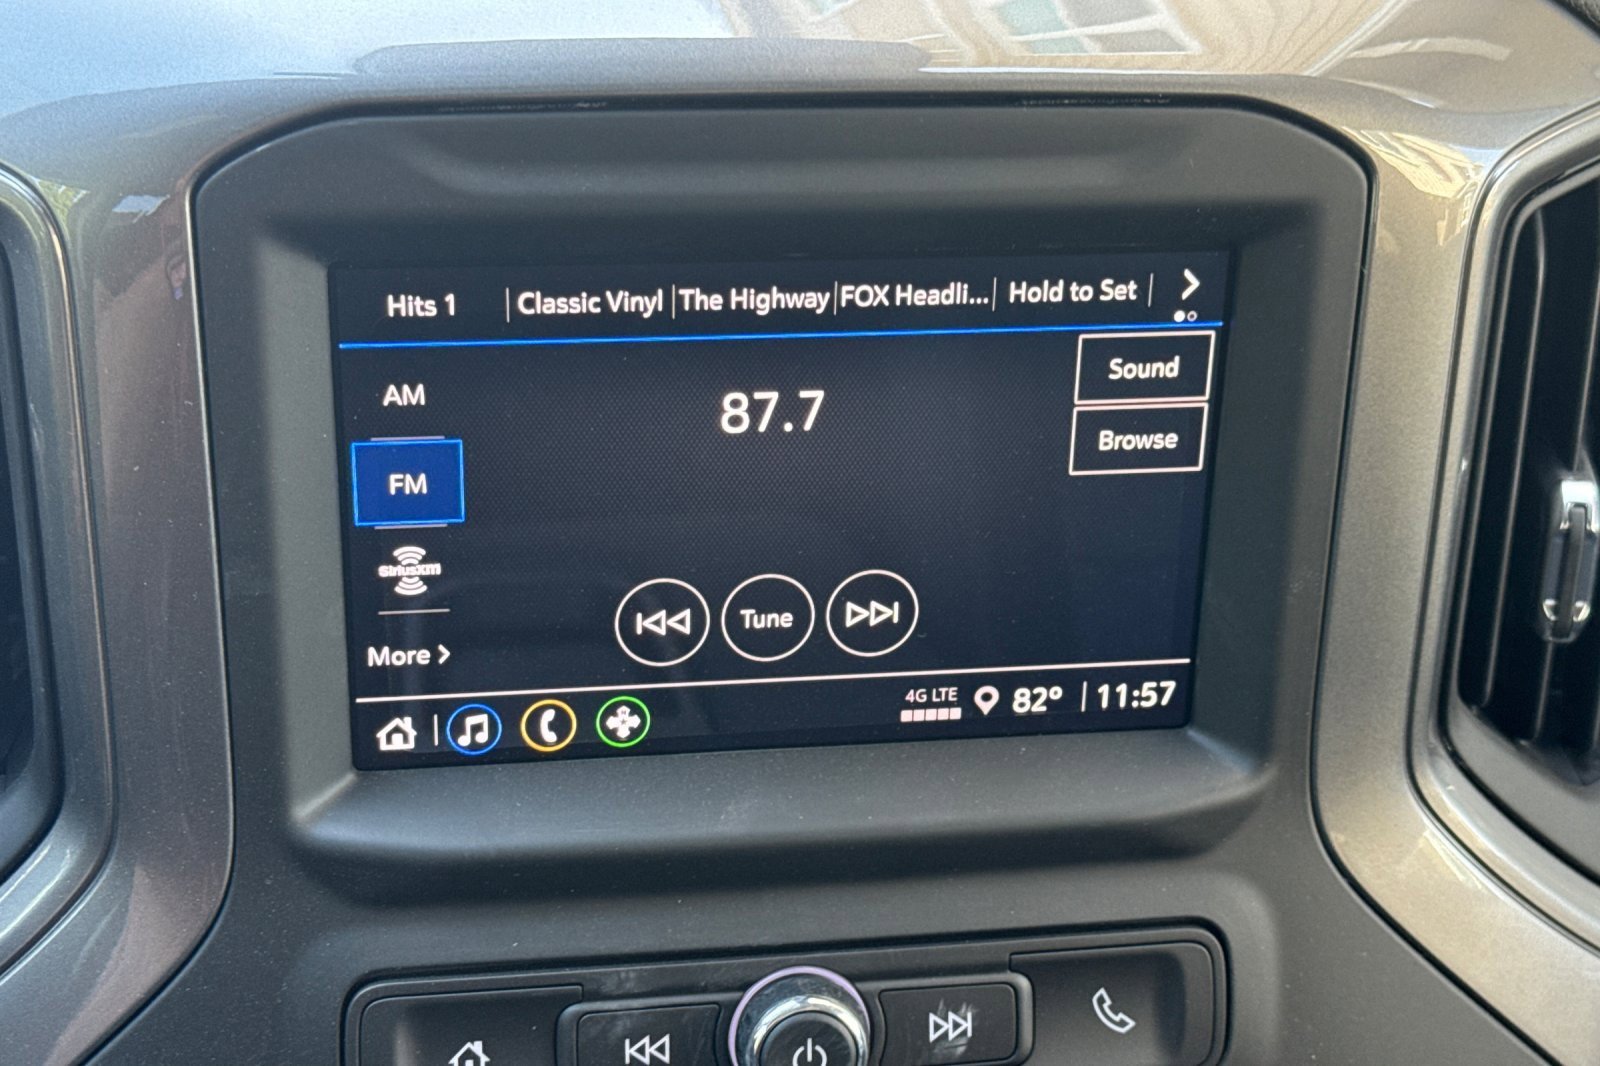 Hits 1
Classic Vinyl
The Highway
FOX Headli...
Hold to Set
AM
87.7
Sound
FM
Browse
SiriusXM
Tune
More
4G LTE
82°
11:57